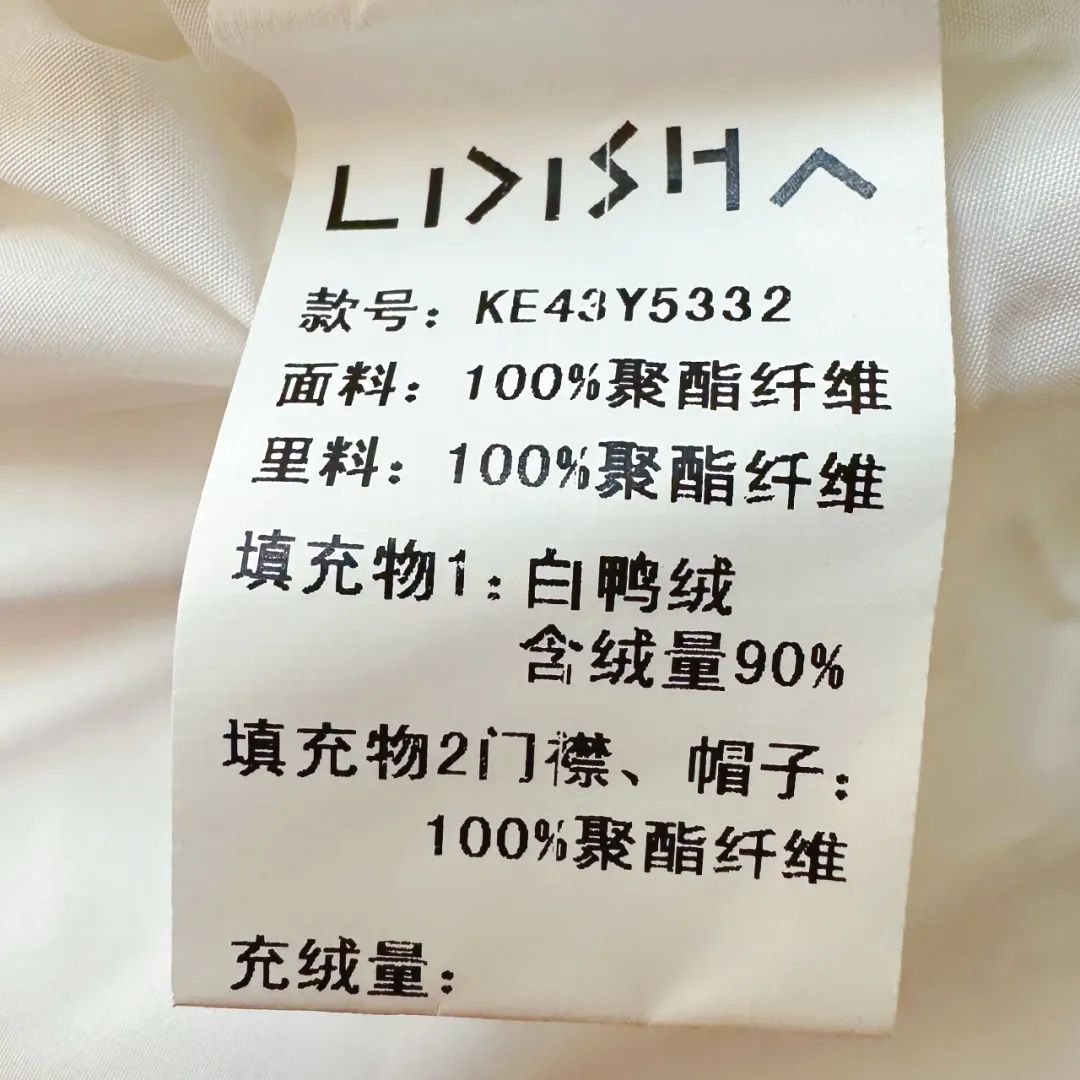 LIDISHA
款号：KE43Y5332
面料：100%聚酯纤维
里料：100%聚酯纤维
填充物1：白鸭绒
含绒量90%
填充物2门襟、帽子：
100%聚酯纤维
充绒量：